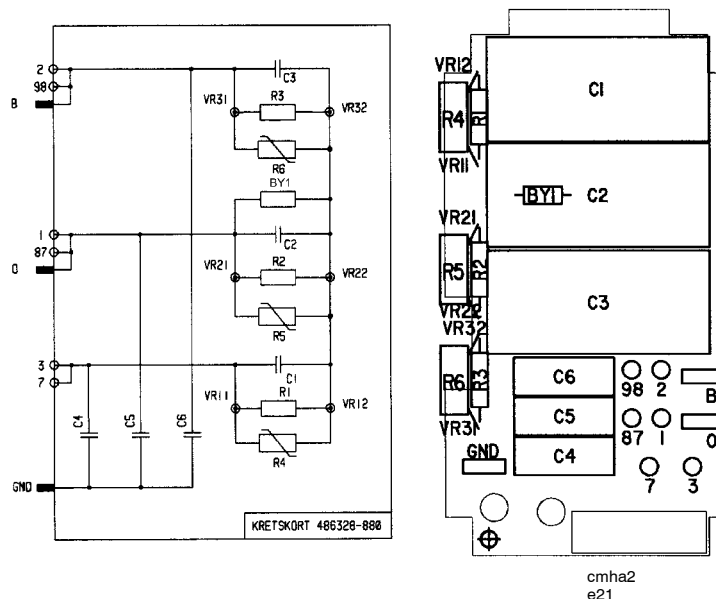 2
98
B
C3
R3
VR31
VR32
R6
BY1
1
87
0
C2
R2
VR21
VR22
R5
3
7
C1
R1
VR11
VR12
R4
C4
C5
C6
GND
KRETSKORT 486328-880
VR12
R4
R1
VR11
C1
BY1
C2
VR21
R5
R2
VR22
VR32
C3
R6
R3
VR31
C6
98
2
B
C5
87
1
0
GND
C4
7
3
cmha2
e21